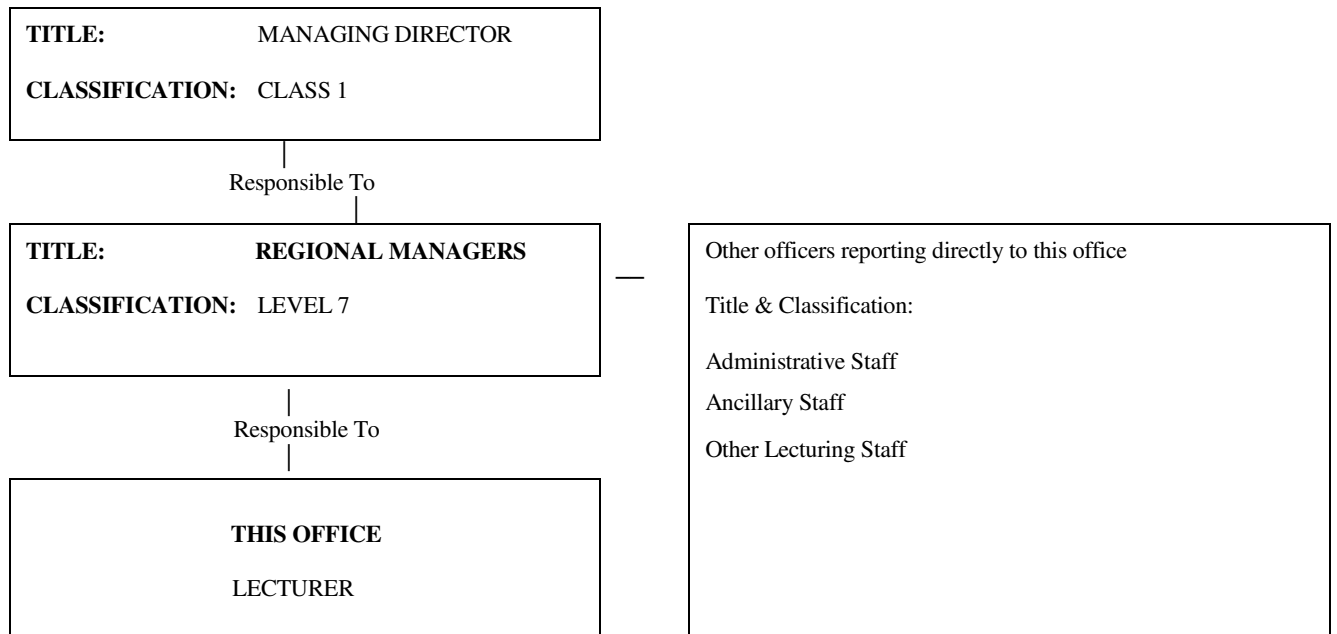 TITLE: MANAGING DIRECTOR
CLASSIFICATION: CLASS 1
Responsible To
TITLE: REGIONAL MANAGERS
CLASSIFICATION: LEVEL 7
Other officers reporting directly to this office
Title & Classification:
Administrative Staff
Ancillary Staff
Other Lecturing Staff
Responsible To
THIS OFFICE
LECTURER